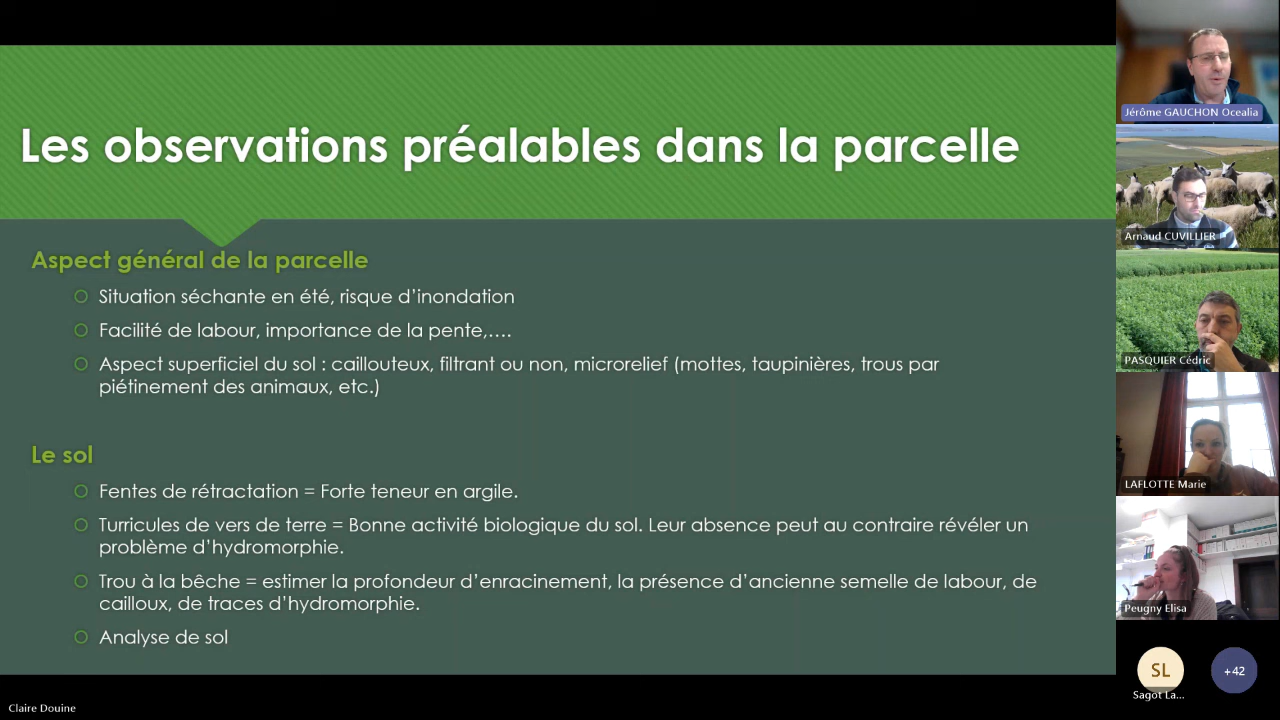 Les observations préalables dans la parcelle
Aspect général de la parcelle
Situation séchante en été, risque d’inondation
Facilité de labour, importance de la pente,....
Aspect superficiel du sol : caillouteux, filtrant ou non, microrelief (mottes, taupinières, trous par
piétinement des animaux, etc.)
Le sol
Fentes de rétractation = Forte teneur en argile.
Turricules de vers de terre = Bonne activité biologique du sol. Leur absence peut au contraire révéler un
problème d’hydromorphie.
Trou à la bêche = estimer la profondeur d’enracinement, la présence d’ancienne semelle de labour, de
cailloux, de traces d’hydromorphie.
Analyse de sol
Claire Douine
Jérôme GAUCHON Ocealia
Arnaud CUVILLIER
PASQUIER Cédric
LAFLOTTE Marie
Peugny Elisa
SL
Sagot La...
+42